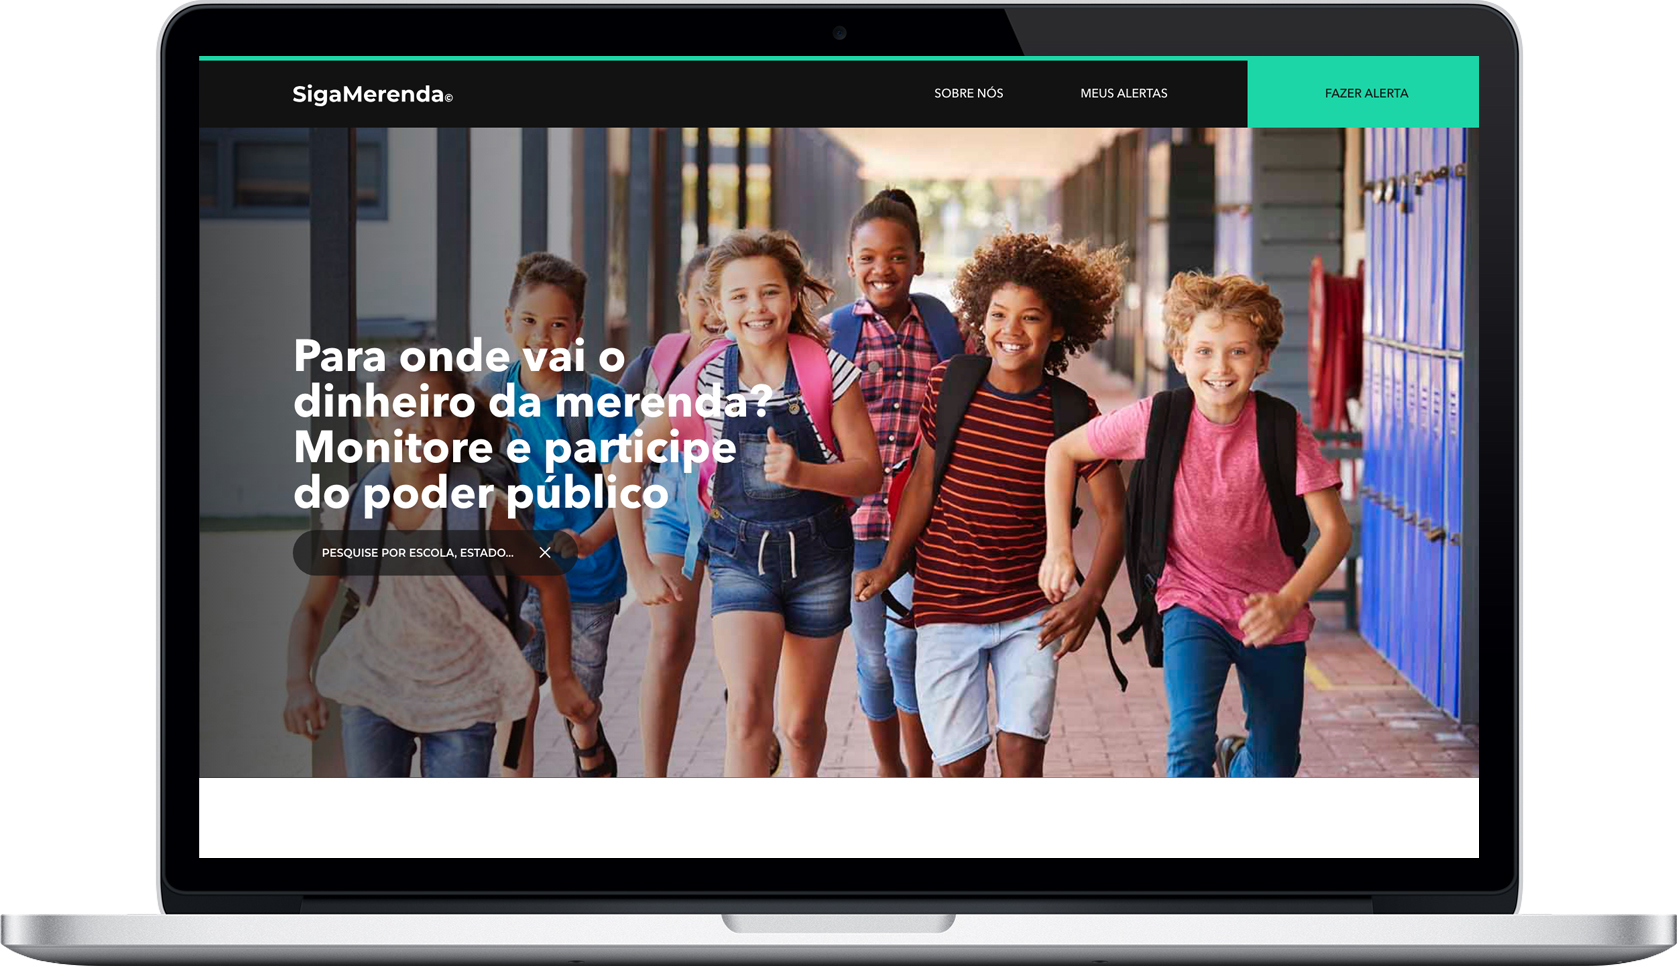 SigaMerenda©
SOBRE NÓS
MEUS ALERTAS
FAZER ALERTA
Para onde vai o
dinheiro da merenda?
Monitore e participe
do poder público
PESQUISE POR ESCOLA, ESTADO...